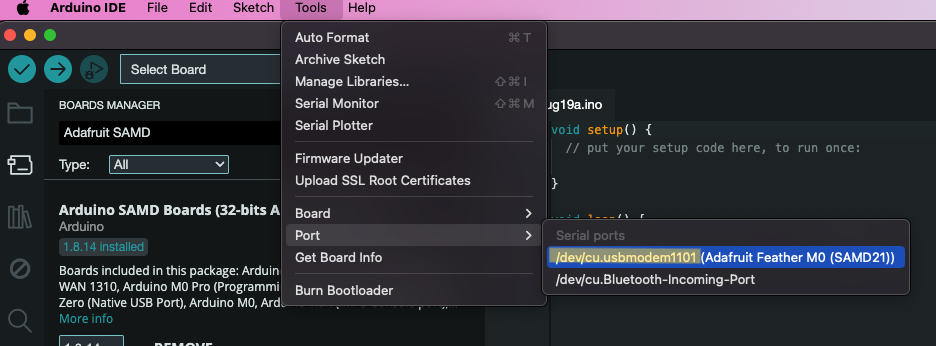 Arduino IDE File Edit Sketch Tools Help
Select Board
BOARDS MANAGER
Adafruit SAMD
Type: All
Arduino SAMD Boards (32-bits A
Arduino
1.8.14 installed
Boards included in this package: Arduin
WAN 1310, Arduino M0 Pro (Programmi
Zero (Native USB Port), Arduino M0, Ard
More info
1.8.14 REMOVE
Auto Format ⌘ T
Archive Sketch
Manage Libraries... ⇧ ⌘ I
Serial Monitor ⇧ ⌘ M
Serial Plotter
Firmware Updater
Upload SSL Root Certificates
Board
Port
Get Board Info
Burn Bootloader
Serial ports
/dev/cu.usbmodem1101 (Adafruit Feather M0 (SAMD21))
/dev/cu.Bluetooth-Incoming-Port
ug19a.ino
void setup() {
// put your setup code here, to run once:
}
void loop() {